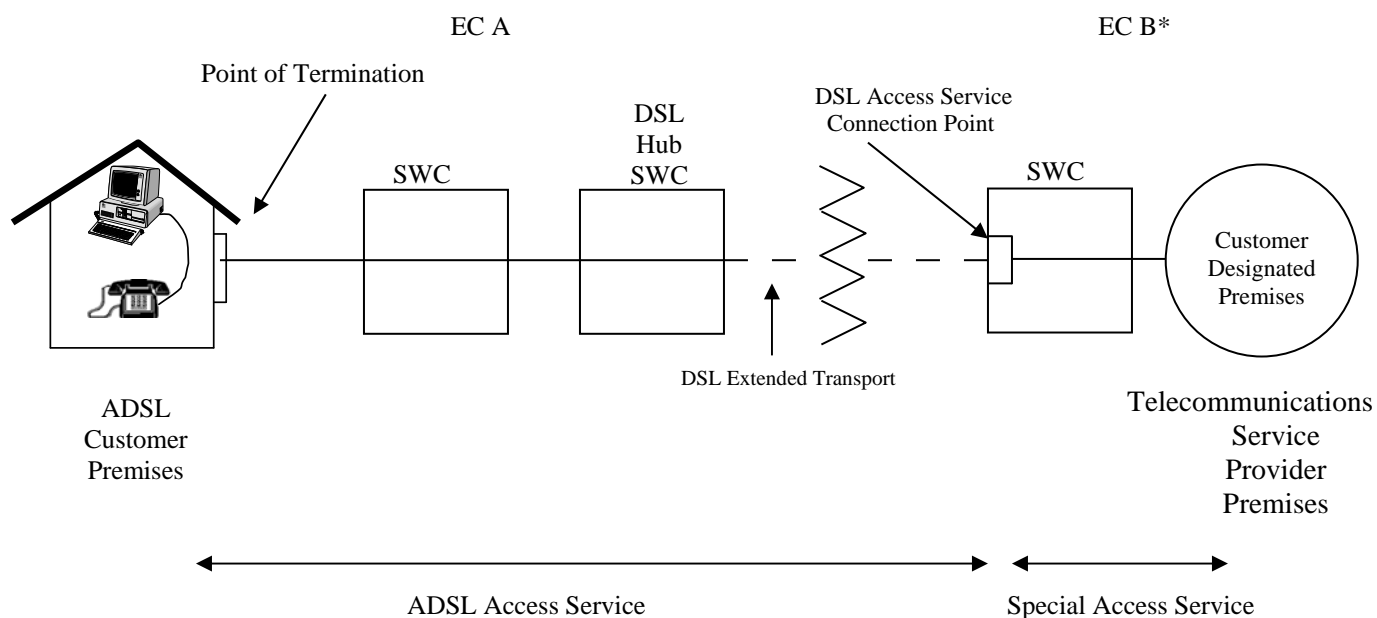 EC A
EC B*
Point of Termination
DSL Access Service
Connection Point
DSL
Hub
SWC
SWC
SWC
Customer
Designated
Premises
DSL Extended Transport
ADSL
Customer
Premises
Telecommunications
Service
Provider
Premises
ADSL Access Service
Special Access Service